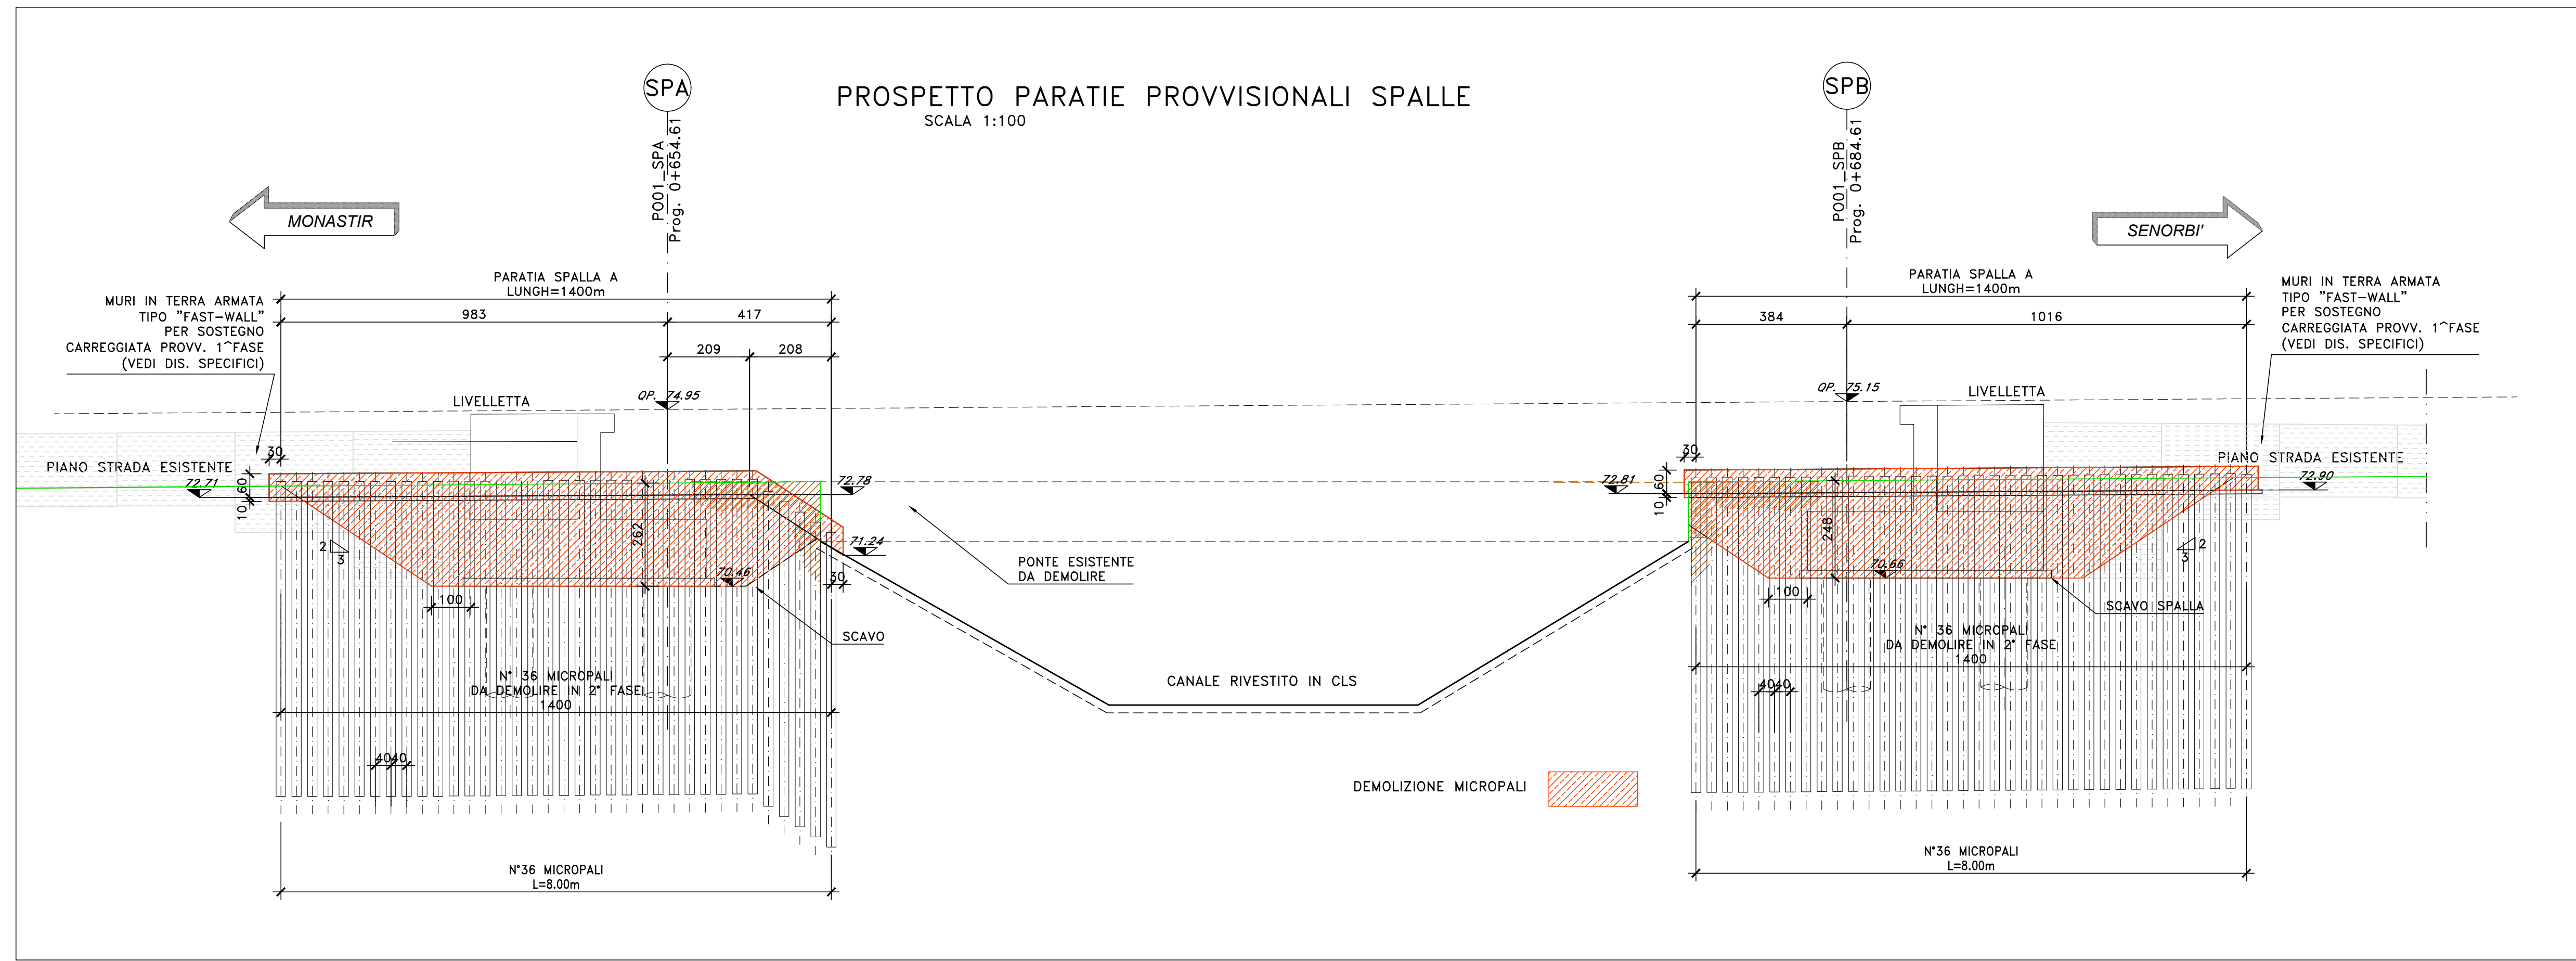 PROSPETTO PARATIE PROVVISIONALI SPALLE
SCALA 1:100
SPA
P001_SPA
Prog. 0+654.61
SPB
P001_SPB
Prog. 0+684.61
MONASTIR
SENORBI'
PARATIA SPALLA A
LUNGH=1400m
983
417
209
208
MURI IN TERRA ARMATA
TIPO "FAST-WALL"
PER SOSTEGNO
CARREGGIATA PROVV. 1^FASE
(VEDI DIS. SPECIFICI)
LIVELLETTA
QP. 74.95
30
PIANO STRADA ESISTENTE
72.71
10
60
72.78
71.24
262
70.46
30
2
3
100
SCAVO
PONTE ESISTENTE
DA DEMOLIRE
N° 36 MICROPALI
DA DEMOLIRE IN 2° FASE
1400
4040
N°36 MICROPALI
L=8.00m
CANALE RIVESTITO IN CLS
DEMOLIZIONE MICROPALI
PARATIA SPALLA A
LUNGH=1400m
384
1016
MURI IN TERRA ARMATA
TIPO "FAST-WALL"
PER SOSTEGNO
CARREGGIATA PROVV. 1^FASE
(VEDI DIS. SPECIFICI)
QP. 75.15
LIVELLETTA
30
PIANO STRADA ESISTENTE
72.81
10
60
72.90
248
70.66
2
3
100
SCAVO SPALLA
N° 36 MICROPALI
DA DEMOLIRE IN 2° FASE
1400
4040
N°36 MICROPALI
L=8.00m